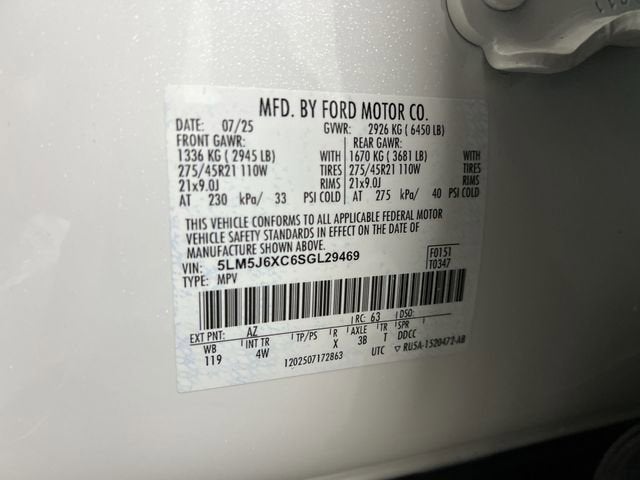 MFD. BY FORD MOTOR CO.
DATE: 07/25 GVWR: 2926 KG ( 6450 LB)
FRONT GAWR: REAR GAWR:
1336 KG ( 2945 LB) WITH 1670 KG ( 3681 LB) WITH
275/45R21 110W TIRES 275/45R21 110W TIRES
21x9.0J RIMS 21x9.0J RIMS
AT 230 kPa/ 33 PSI COLD AT 275 kPa/ 40 PSI COLD
THIS VEHICLE CONFORMS TO ALL APPLICABLE FEDERAL MOTOR
VEHICLE SAFETY STANDARDS IN EFFECT ON THE DATE OF
MANUFACTURE SHOWN ABOVE.
VIN: 5LM5J6XC6SGL29469 F0151
TYPE: MPV T0347
EXT PNT: AZ RC: 63 DSO:
WB INT TR TP/PS R AXLE TR SPR
119 4W X 3B T DDCC
1202507172863 UTC ▽ RU5A-1520472-AB